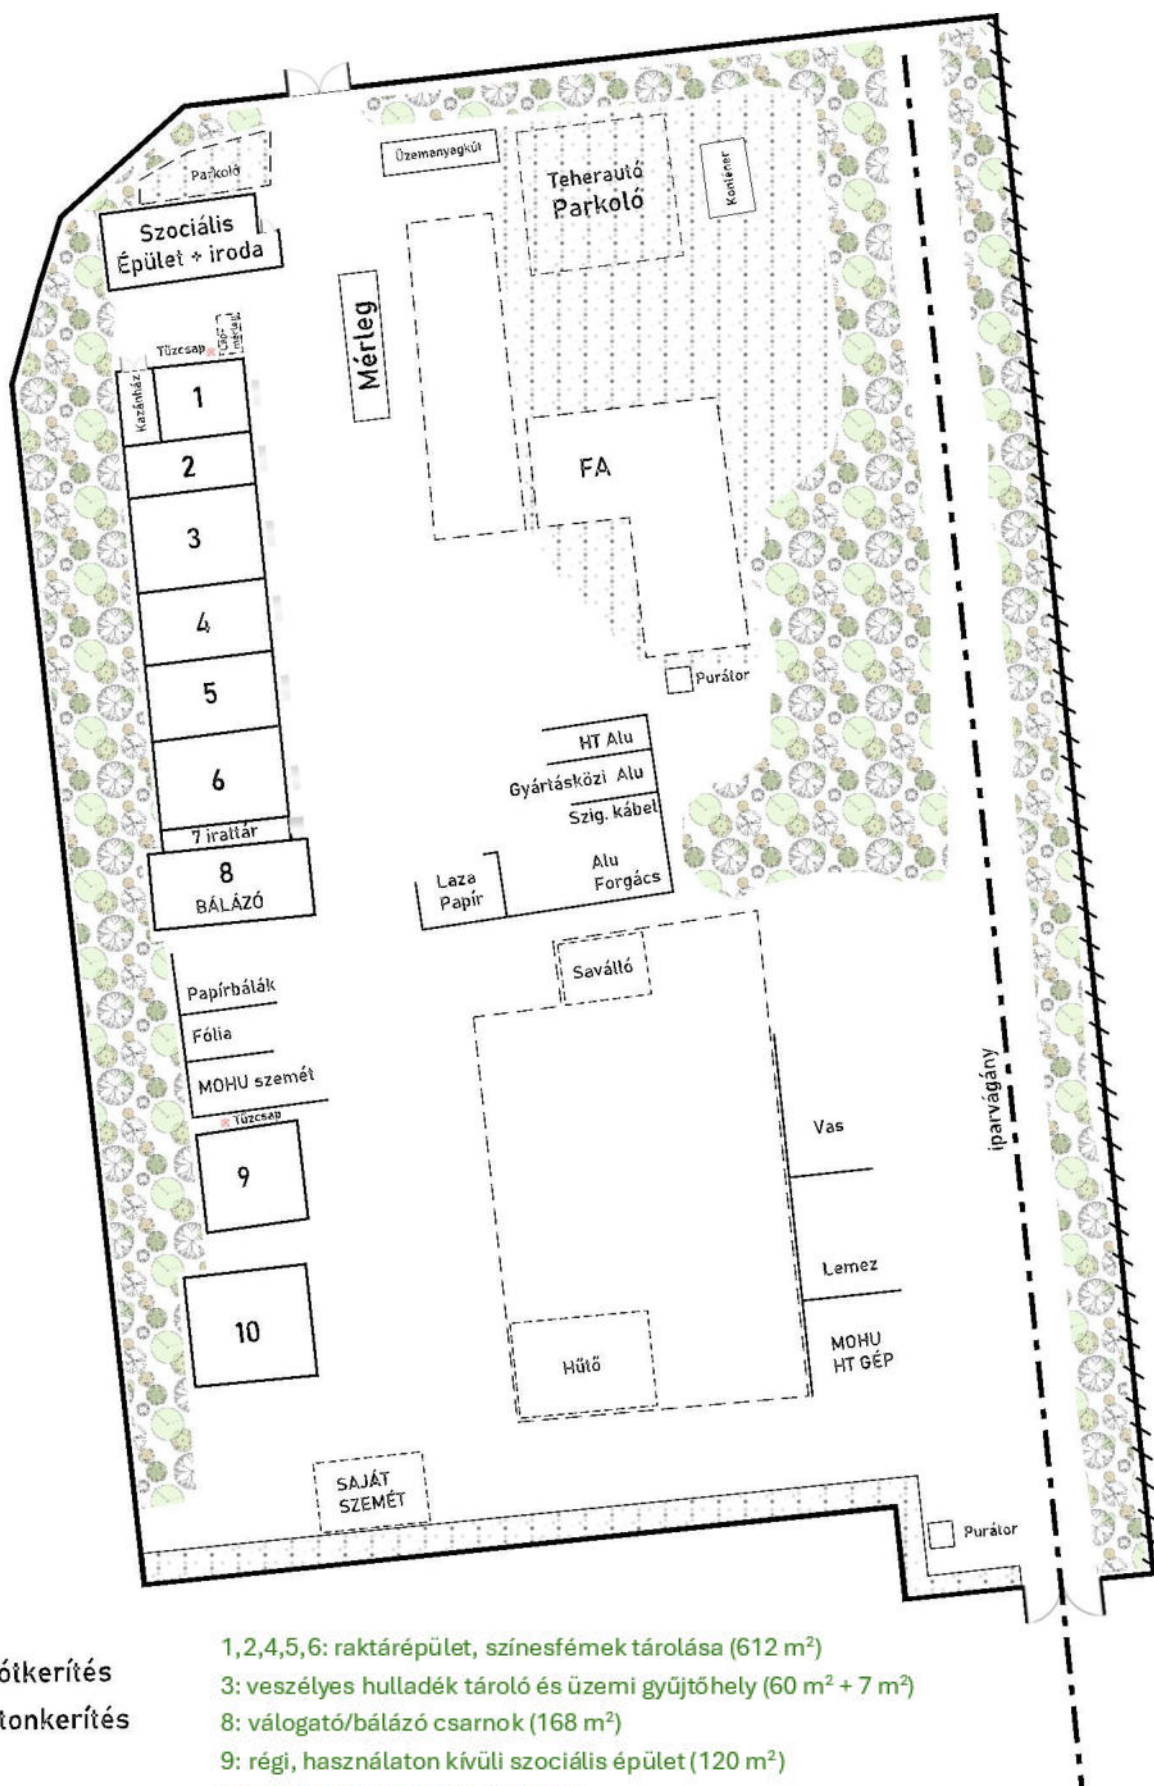 Üzemanyagkút
Teherautó
Parkoló
Konténer
Parkoló
Szociális
Épület + iroda
Mérleg
Tűzcsap
mérleg
Kazánház
1
2
FA
3
4
5
Purátor
6
HT Alu
Gyártásközi Alu
Szig. kábel
7 irattár
8
BÁLÁZÓ
Laza
Papír
Alu
Forgács
Saválló
Papírbálák
Fólia
MOHU szemét
Tűzcsap
iparvágány
Vas
9
Lemez
10
Hűtő
MOHU
HT GÉP
SAJÁT
SZEMÉT
Purátor
ótkerítés
tonkerítés
1,2,4,5,6: raktárépület, színesfémek tárolása (612 m²)
3: veszélyes hulladék tároló és üzemi gyűjtőhely (60 m² + 7 m²)
8: válogató/bálázó csarnok (168 m²)
9: régi, használaton kívüli szociális épület (120 m²)